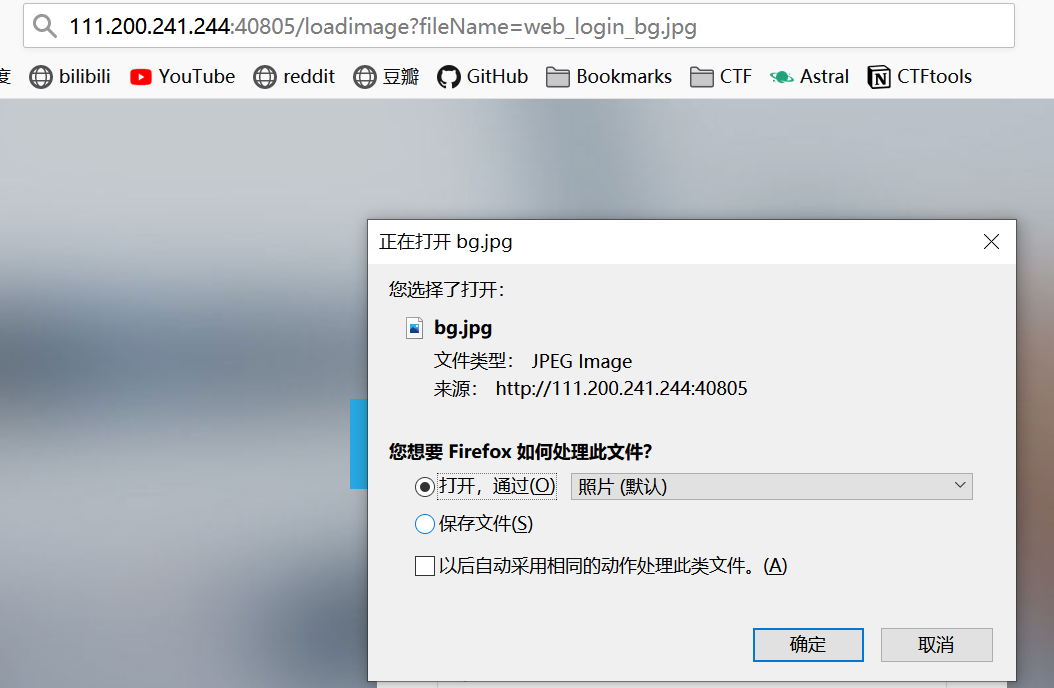 111.200.241.244:40805/loadimage?fileName=web_login_bg.jpg
度 bilibili YouTube reddit 豆瓣 GitHub Bookmarks CTF Astral CTFtools
正在打开 bg.jpg
您选择了打开：
bg.jpg
文件类型： JPEG Image
来源： http://111.200.241.244:40805
您想要 Firefox 如何处理此文件？
打开，通过(O) 照片 (默认)
保存文件(S)
以后自动采用相同的动作处理此类文件。(A)
确定 取消